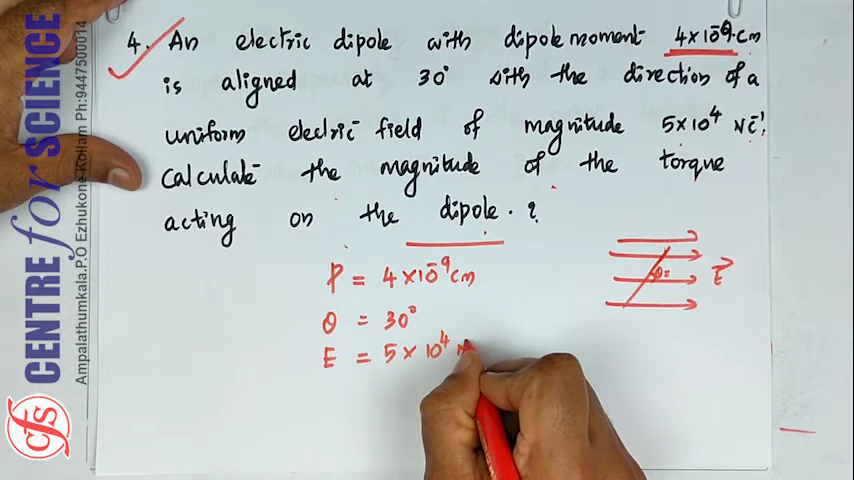 4. An electric dipole with dipole moment 4×10⁻⁹ cm
is aligned at 30° with the direction of a
uniform electric field of magnitude 5×10⁴ NC⁻¹.
Calculate the magnitude of the torque
acting on the dipole. ?
P = 4×10⁻⁹ cm
θ = 30°
E = 5×10⁴ N
θ=
E
CENTRE for SCIENCE
Ampalathumkala.P.O Ezhukone Kollam Ph:9447500014
cfs